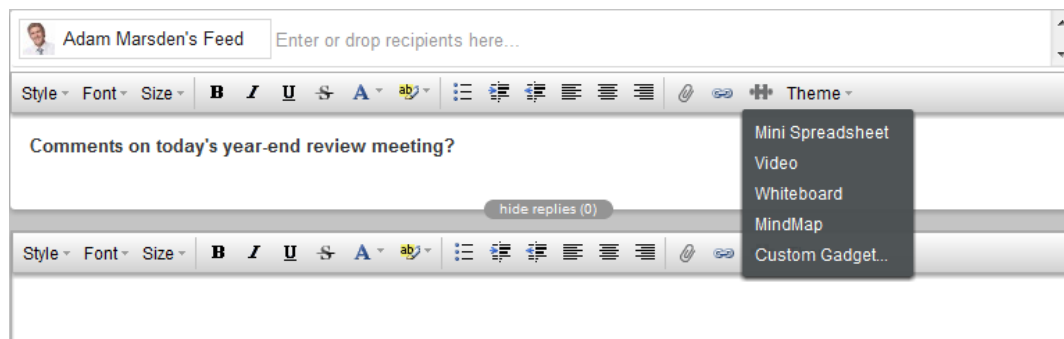 Adam Marsden's Feed Enter or drop recipients here...
Style Font Size B I U S A ab Theme
Comments on today's year-end review meeting?
Mini Spreadsheet
Video
Whiteboard
MindMap
Custom Gadget...
hide replies (0)
Style Font Size B I U S A ab